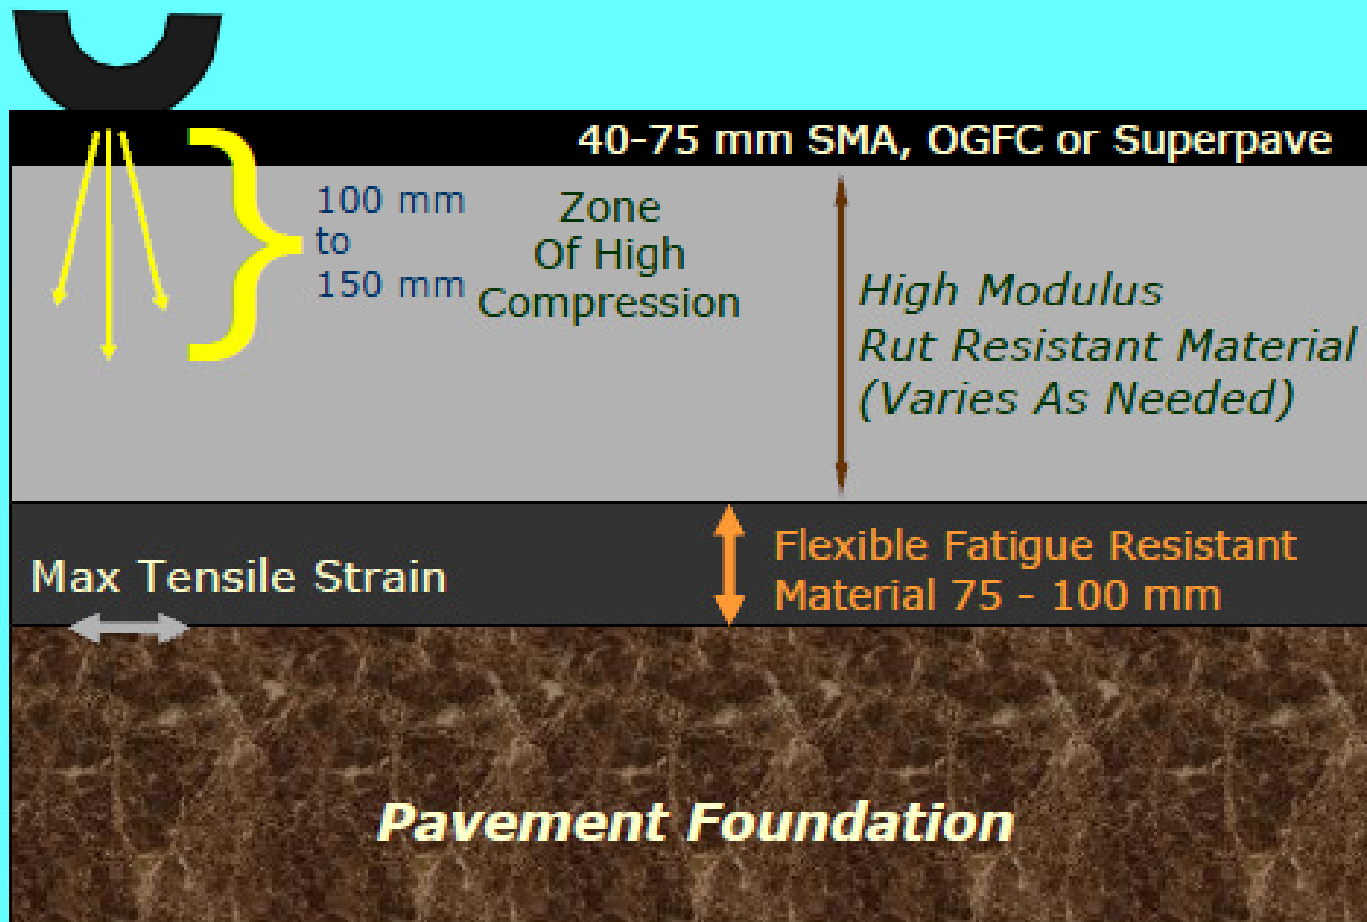 40-75 mm SMA, OGFC or Superpave
100 mm
to
150 mm
Zone
Of High
Compression
High Modulus
Rut Resistant Material
(Varies As Needed)
Max Tensile Strain
Flexible Fatigue Resistant
Material 75 - 100 mm
Pavement Foundation